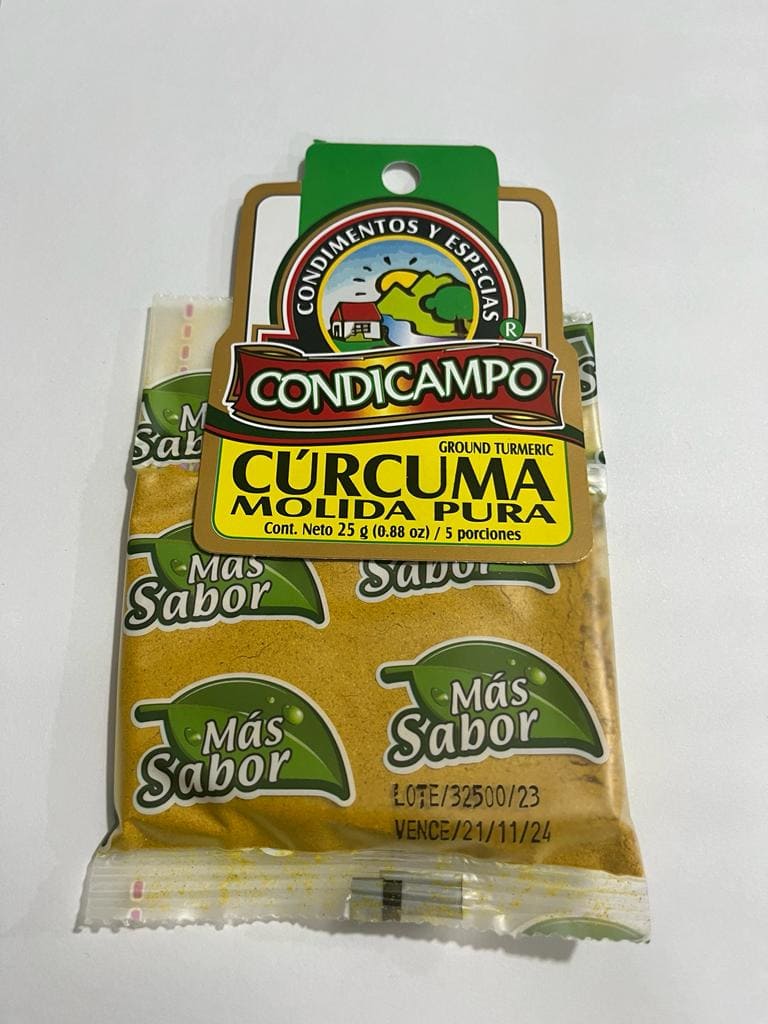 CONDIMENTOS Y ESPECIAS
R
CONDICAMPO
GROUND TURMERIC
CÚRCUMA
MOLIDA PURA
Cont. Neto 25 g (0.88 oz) / 5 porciones
M
Sab
S
Más
Sabor
Sabor
Más
Sabor
Más
Sabor
LOTE/32500/23
VENCE/21/11/24